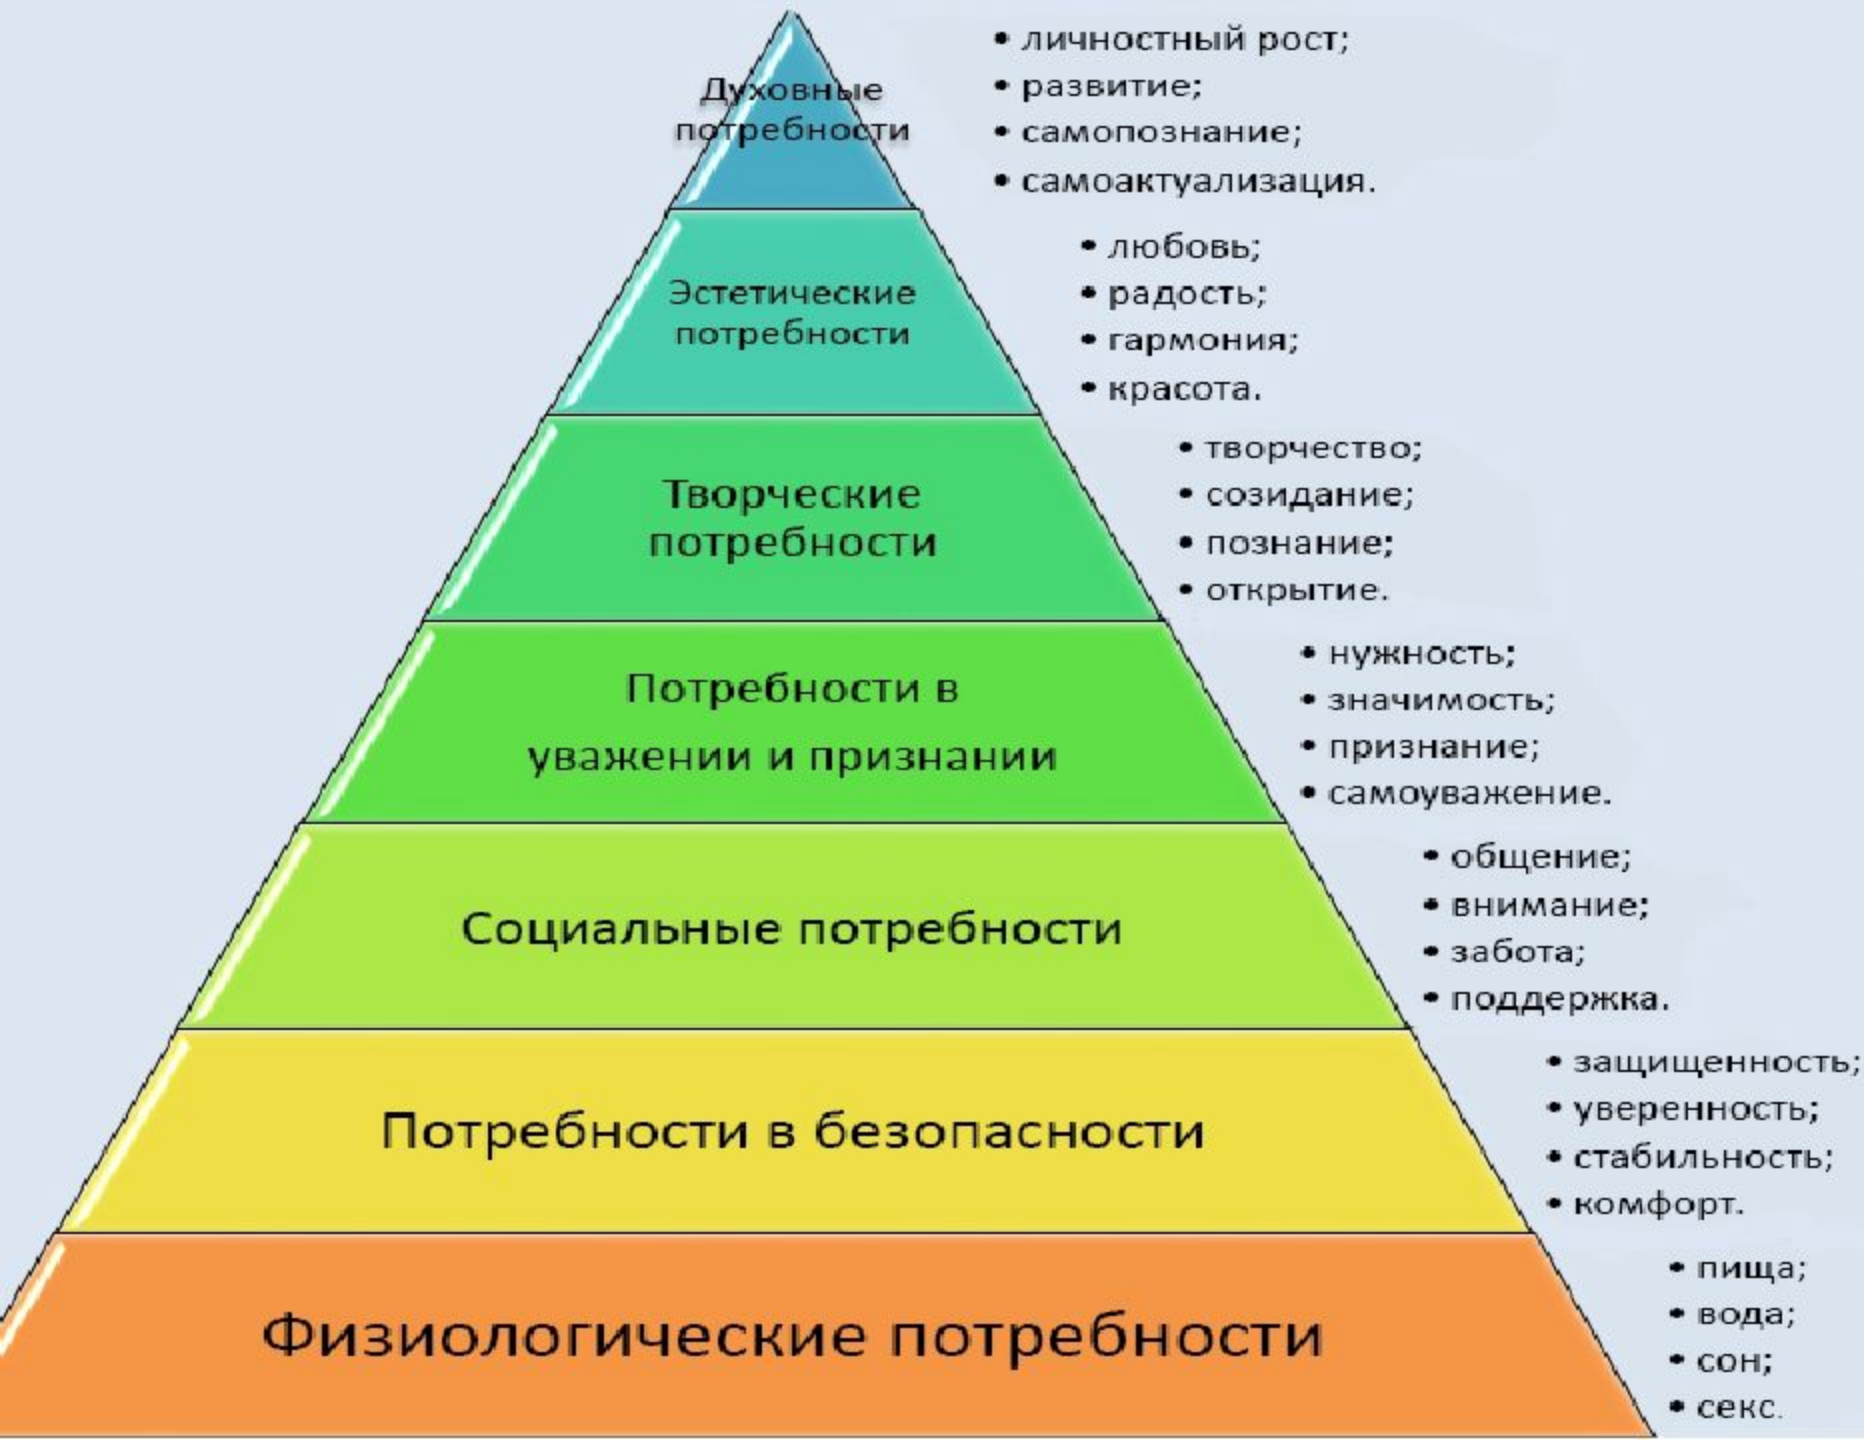 Духовные
потребности
• личностный рост;
• развитие;
• самопознание;
• самоактуализация.
Эстетические
потребности
• любовь;
• радость;
• гармония;
• красота.
Творческие
потребности
• творчество;
• созидание;
• познание;
• открытие.
Потребности в
уважении и признании
• нужность;
• значимость;
• признание;
• самоуважение.
Социальные потребности
• общение;
• внимание;
• забота;
• поддержка.
Потребности в безопасности
• защищенность;
• уверенность;
• стабильность;
• комфорт.
Физиологические потребности
• пища;
• вода;
• сон;
• секс.